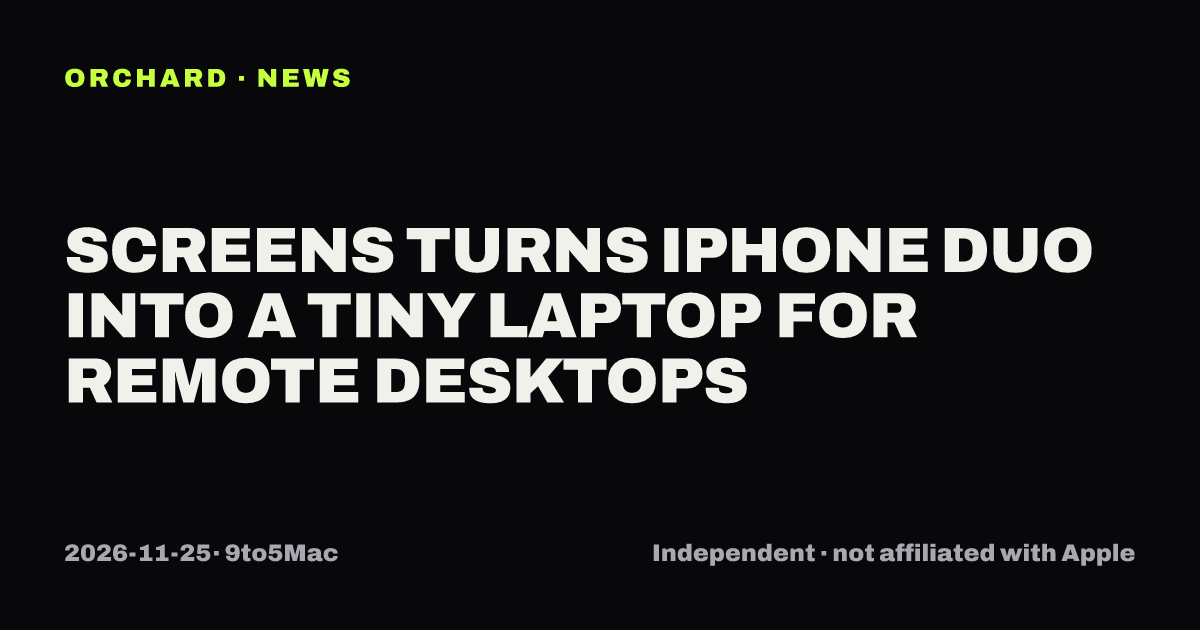 ORCHARD · NEWS
SCREENS TURNS IPHONE DUO
INTO A TINY LAPTOP FOR
REMOTE DESKTOPS
2026-11-25 · 9to5Mac
Independent · not affiliated with Apple